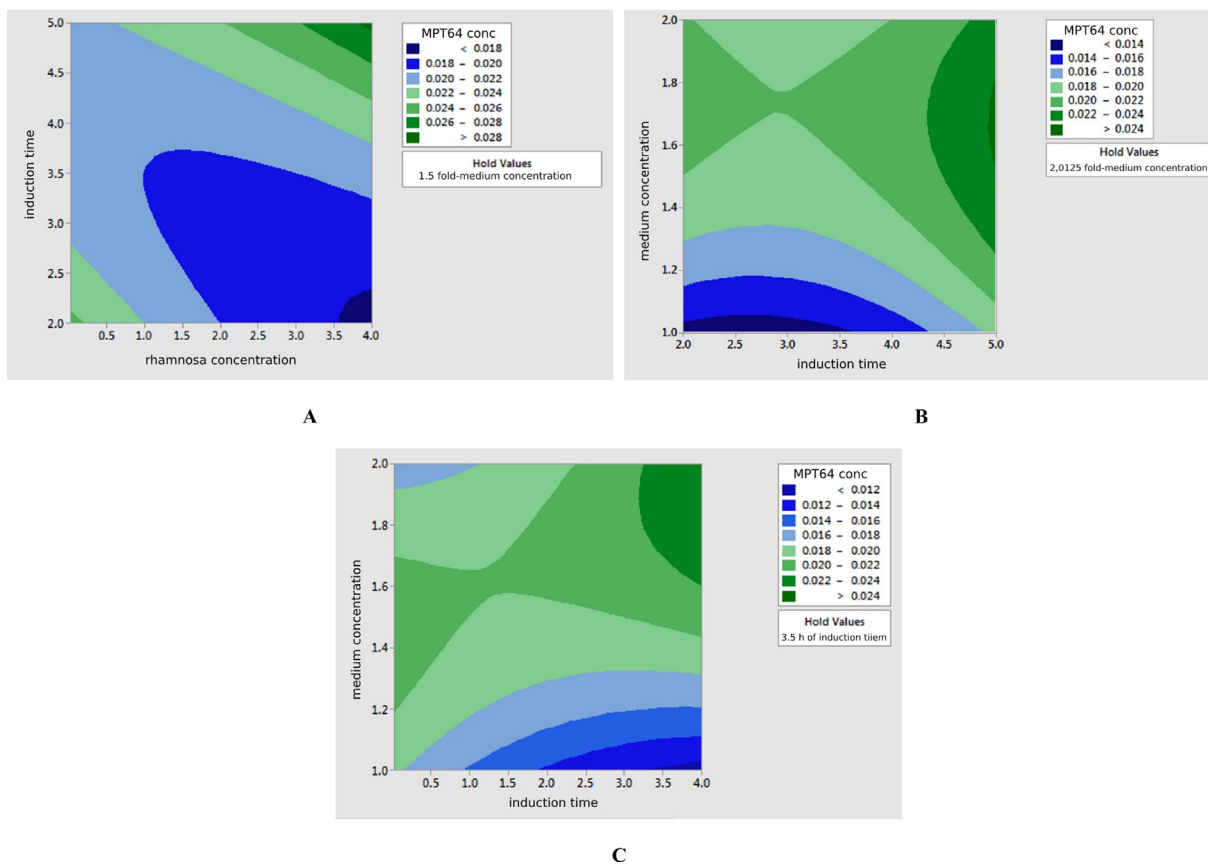 5.0
4.5
4.0
3.5
3.0
2.5
2.0
induction time
0.5 1.0 1.5 2.0 2.5 3.0 3.5 4.0
rhamnosa concentration
MPT64 conc
< 0.018
0.018 – 0.020
0.020 – 0.022
0.022 – 0.024
0.024 – 0.026
0.026 – 0.028
> 0.028
Hold Values
1.5 fold-medium concentration
A
2.0
1.8
1.6
1.4
1.2
1.0
medium concentration
2.0 2.5 3.0 3.5 4.0 4.5 5.0
induction time
MPT64 conc
< 0.014
0.014 – 0.016
0.016 – 0.018
0.018 – 0.020
0.020 – 0.022
0.022 – 0.024
> 0.024
Hold Values
2,0125 fold-medium concentration
B
2.0
1.8
1.6
1.4
1.2
1.0
medium concentration
0.5 1.0 1.5 2.0 2.5 3.0 3.5 4.0
induction time
MPT64 conc
< 0.012
0.012 – 0.014
0.014 – 0.016
0.016 – 0.018
0.018 – 0.020
0.020 – 0.022
0.022 – 0.024
> 0.024
Hold Values
3.5 h of induction tiiem
C